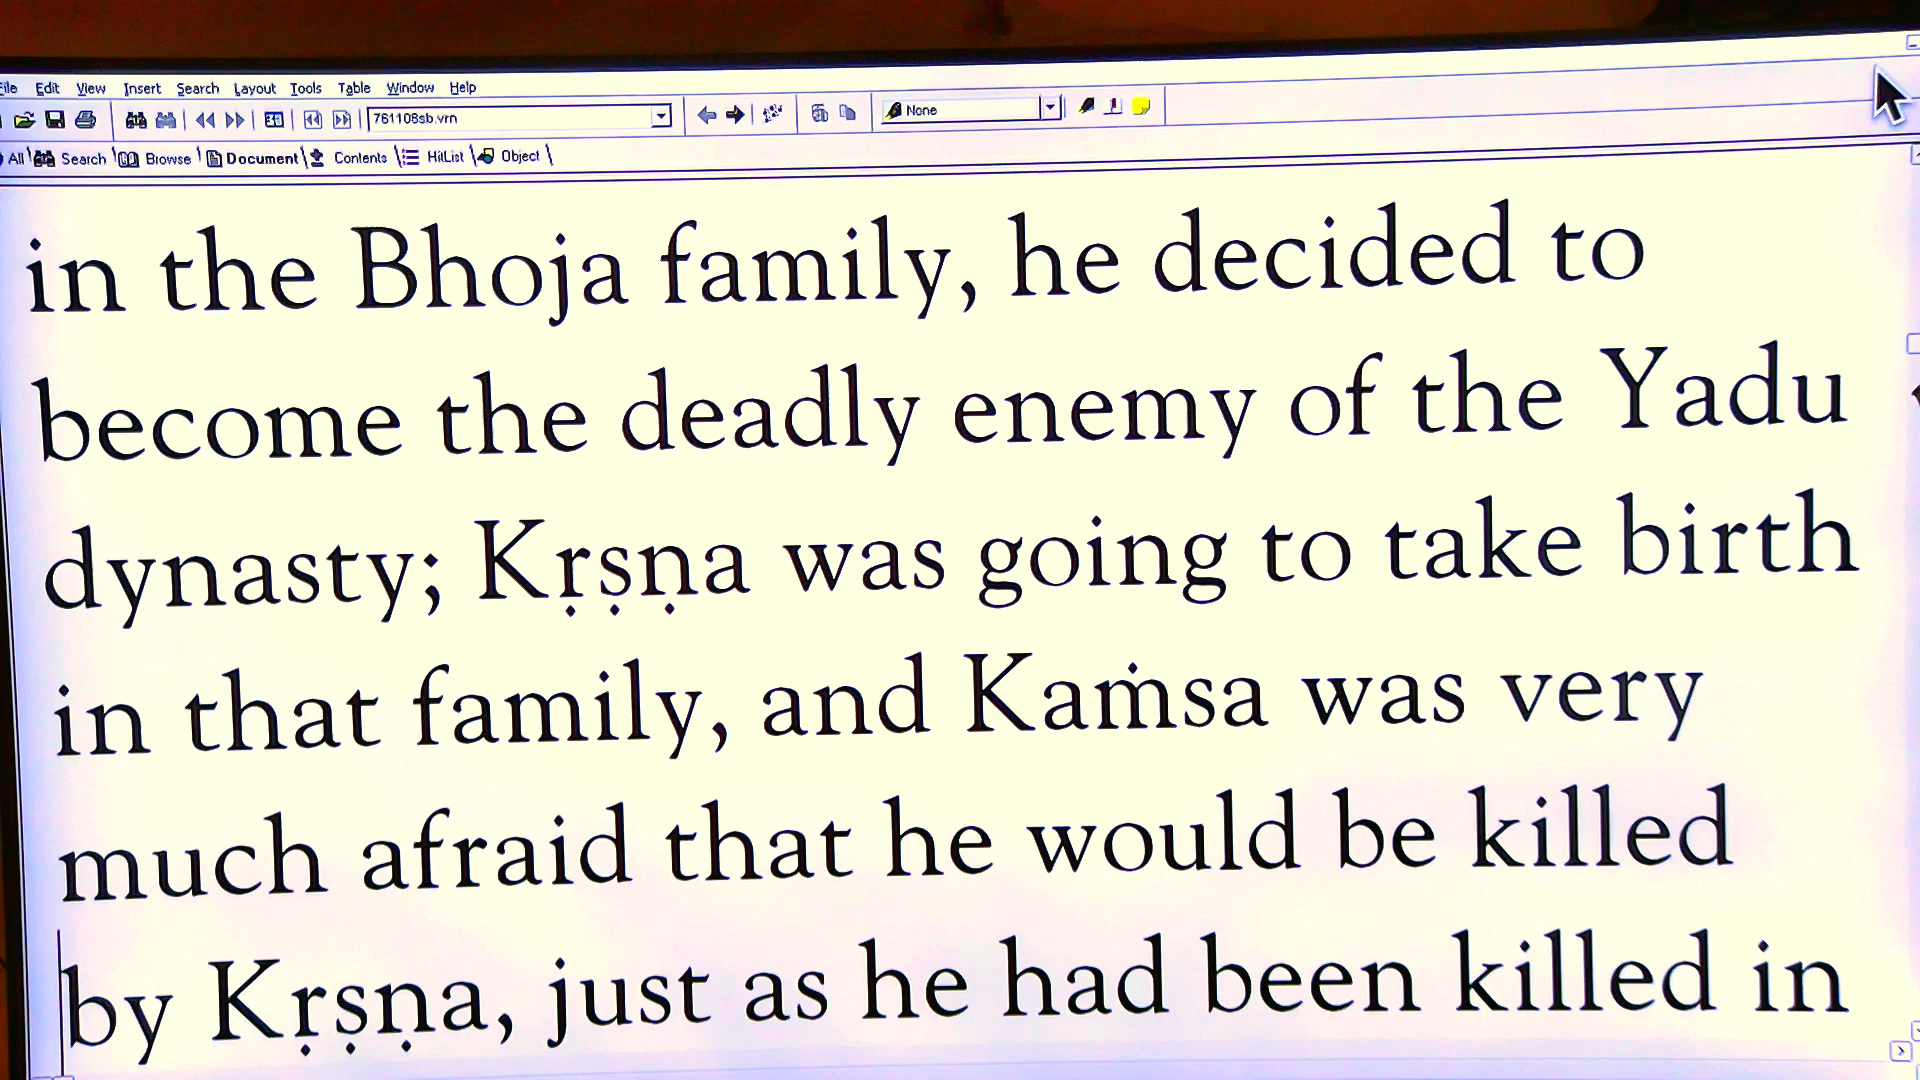 Edit View Insert Search Layout Tools Table Window Help
761108sb.vrn
None
All Search Browse Document Contents HitList Object
in the Bhoja family, he decided to
become the deadly enemy of the Yadu
dynasty; Kṛṣṇa was going to take birth
in that family, and Kaṁsa was very
much afraid that he would be killed
by Kṛṣṇa, just as he had been killed in